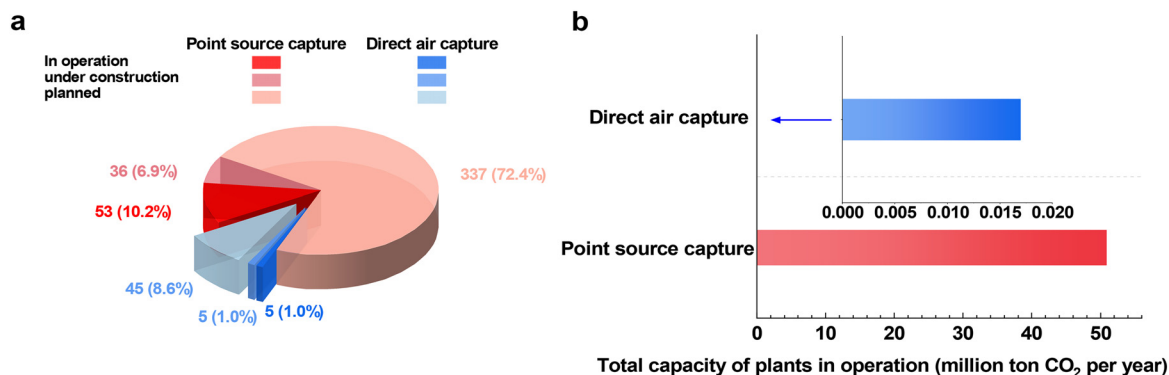 a
Point source capture Direct air capture
In operation
under construction
planned
36 (6.9%)
337 (72.4%)
53 (10.2%)
45 (8.6%)
5 (1.0%)
5 (1.0%)
b
Direct air capture
0.000 0.005 0.010 0.015 0.020
Point source capture
0 10 20 30 40 50
Total capacity of plants in operation (million ton CO₂ per year)